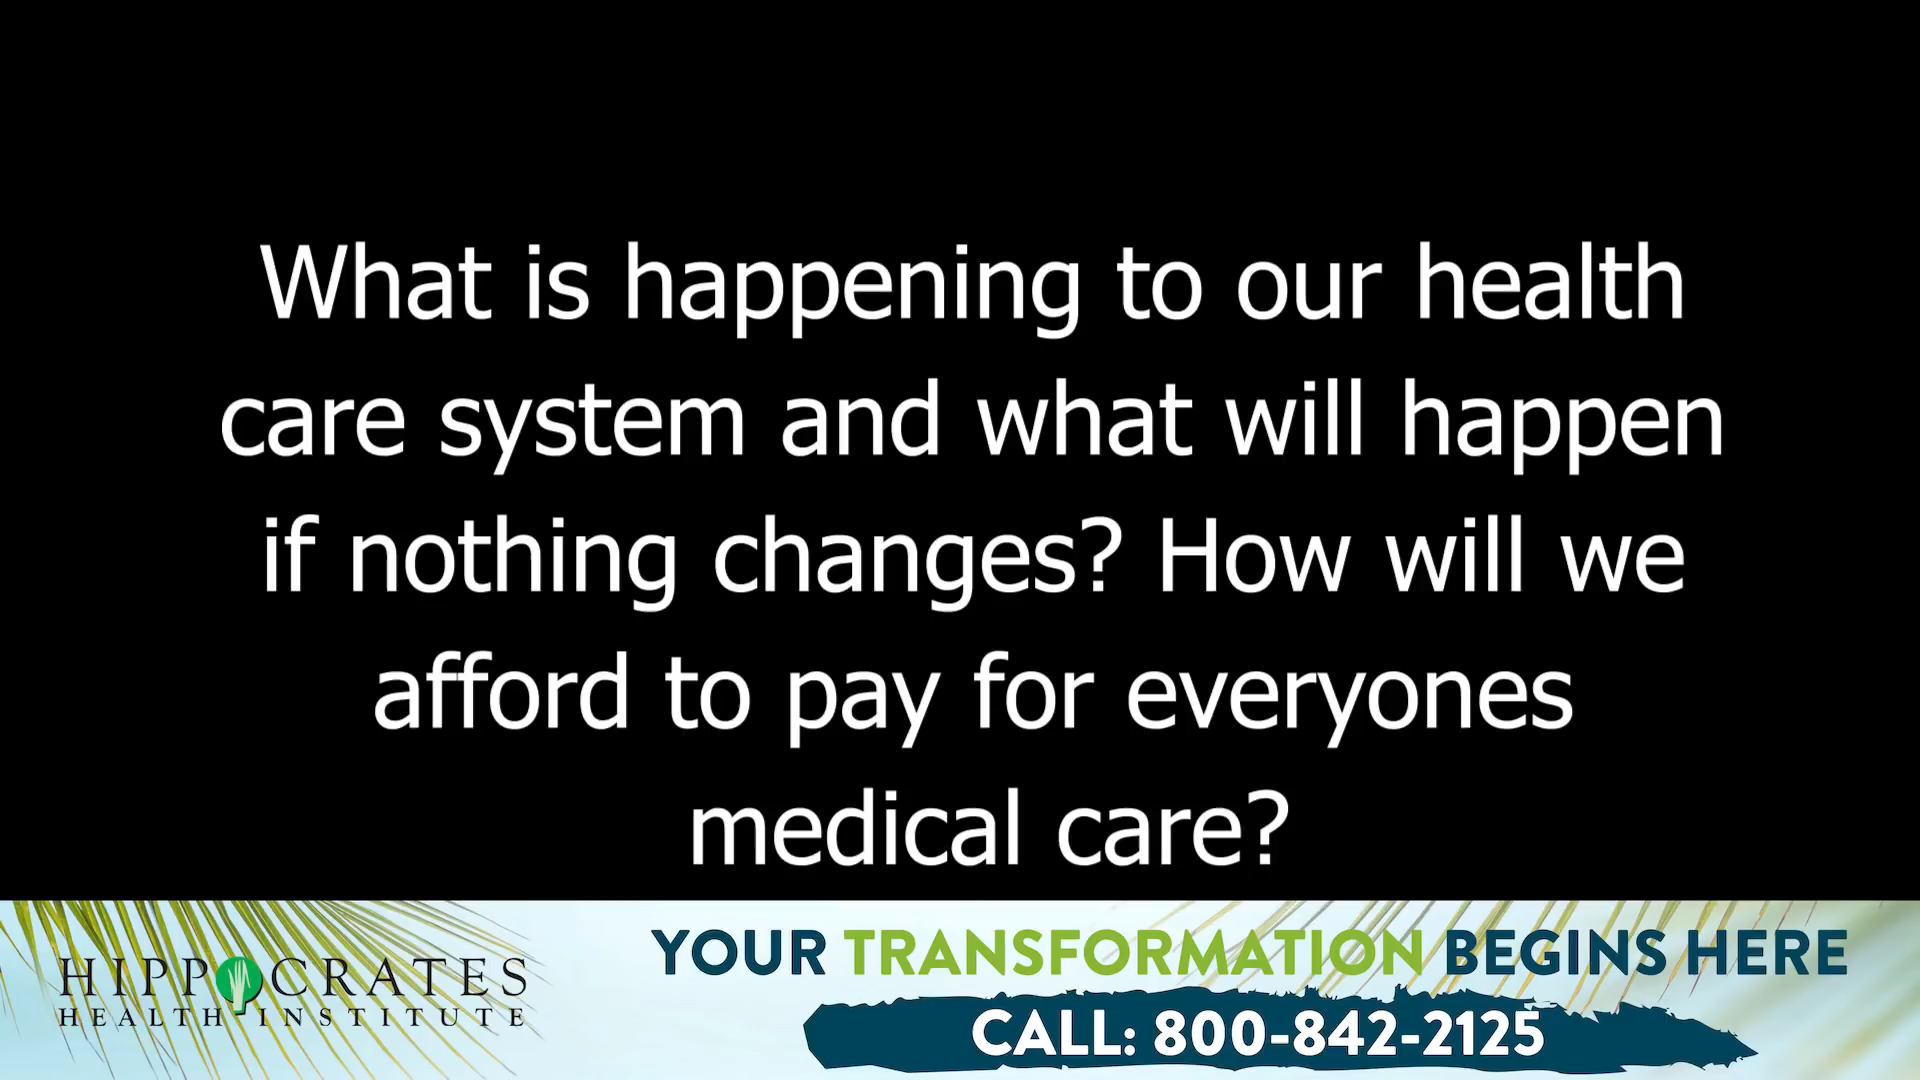 What is happening to our health
care system and what will happen
if nothing changes? How will we
afford to pay for everyones
medical care?
HIPPOCRATES
HEALTH INSTITUTE
YOUR TRANSFORMATION BEGINS HERE
CALL: 800-842-2125